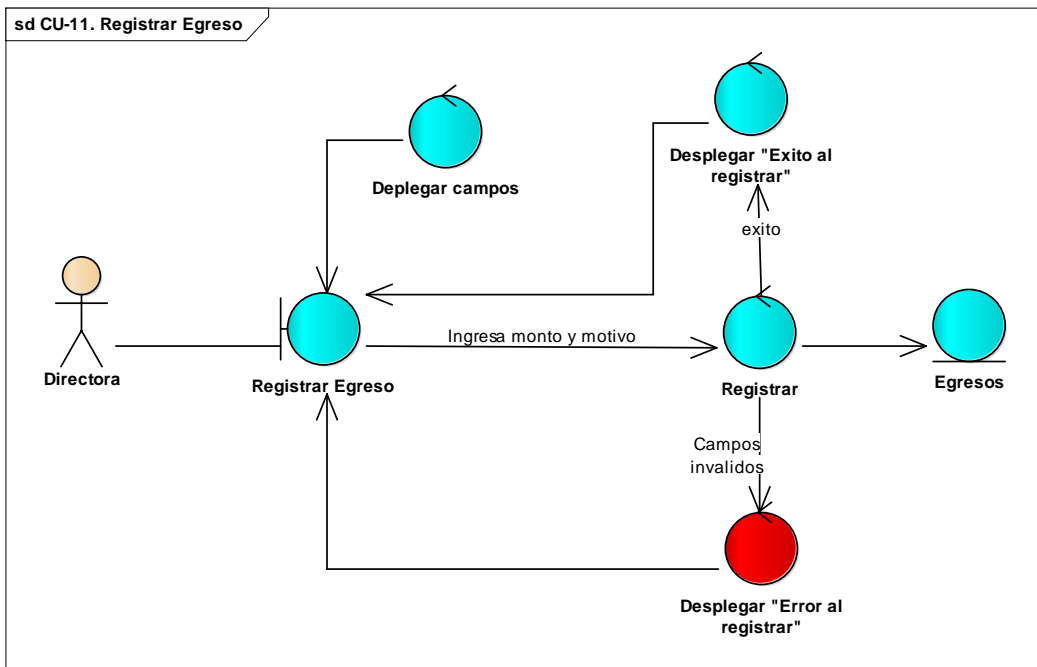 sd CU-11. Registrar Egreso
Deplegar campos
Desplegar "Exito al
registrar"
exito
Directora
Registrar Egreso
Ingresa monto y motivo
Registrar
Egresos
Campos
invalidos
Desplegar "Error al
registrar"